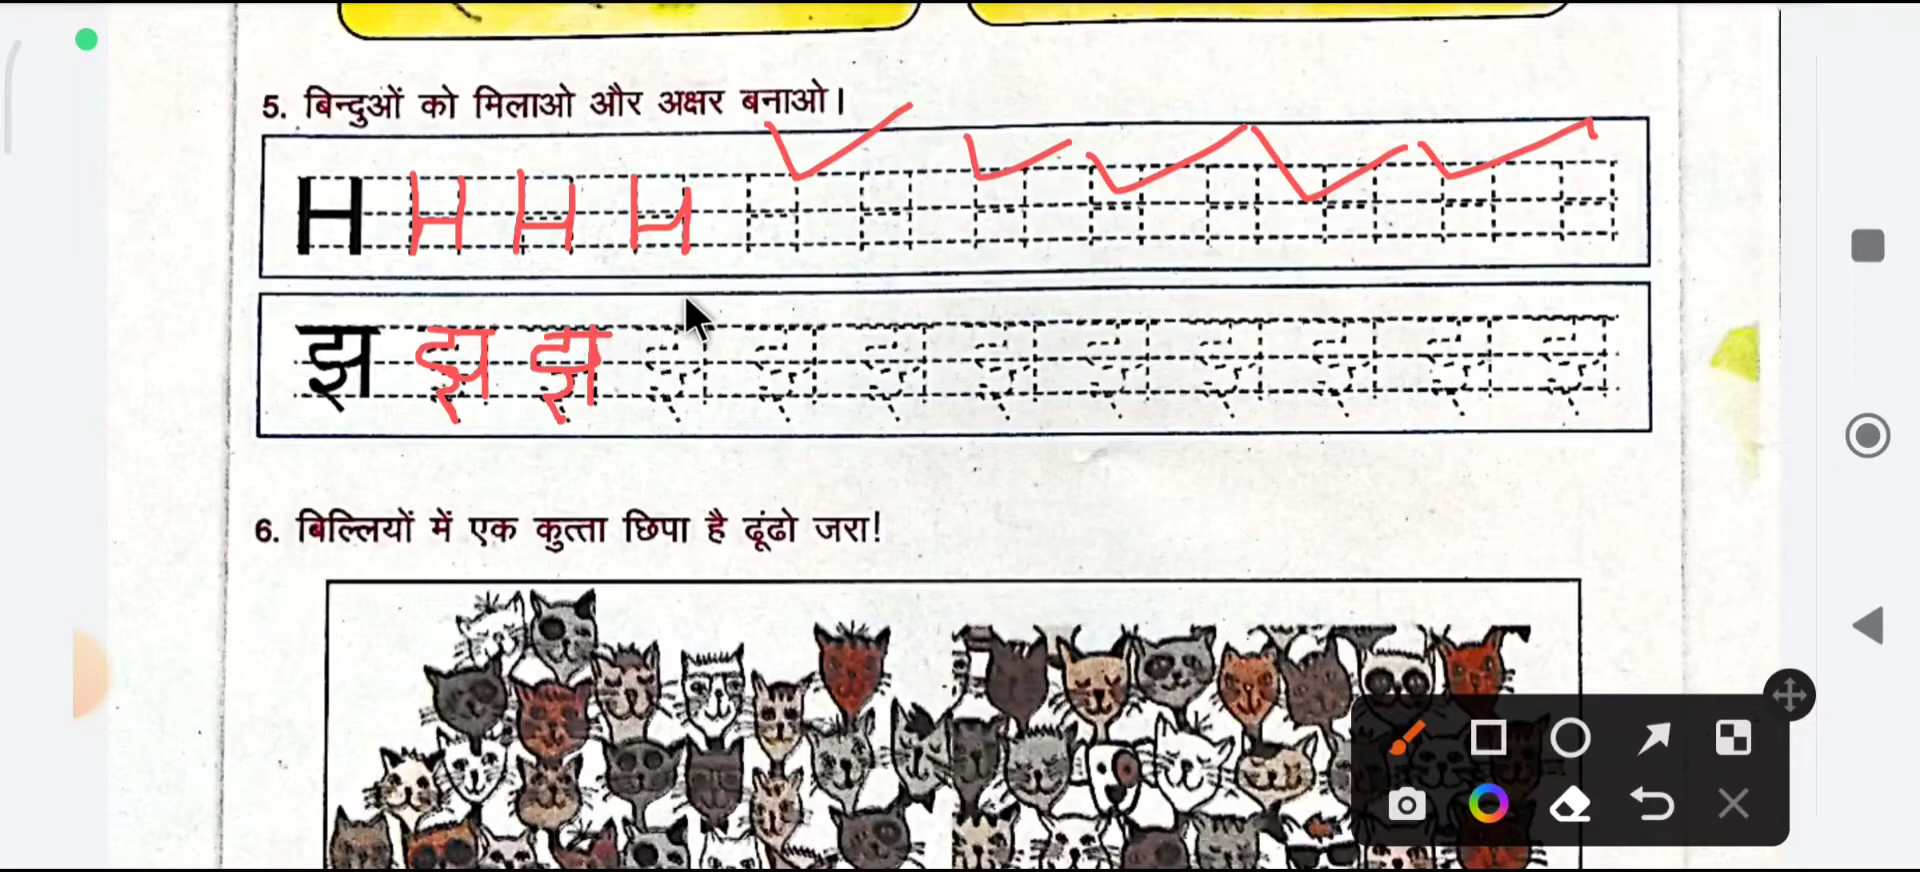 5. बिन्दुओं को मिलाओ और अक्षर बनाओ।
H H H H
झ झ झ
6. बिल्लियों में एक कुत्ता छिपा है ढूंढो जरा!